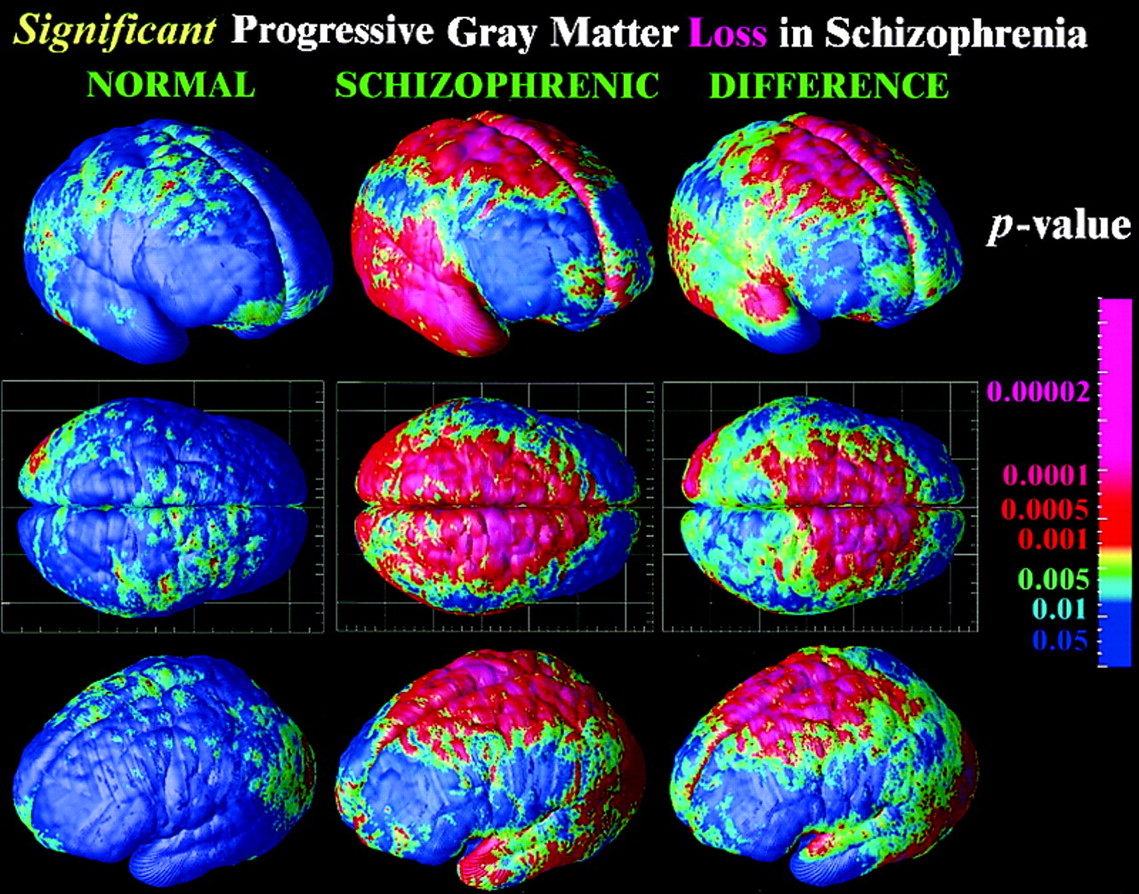 Significant Progressive Gray Matter Loss in Schizophrenia
NORMAL SCHIZOPHRENIC DIFFERENCE
p-value
0.00002
0.0001
0.0005
0.001
0.005
0.01
0.05